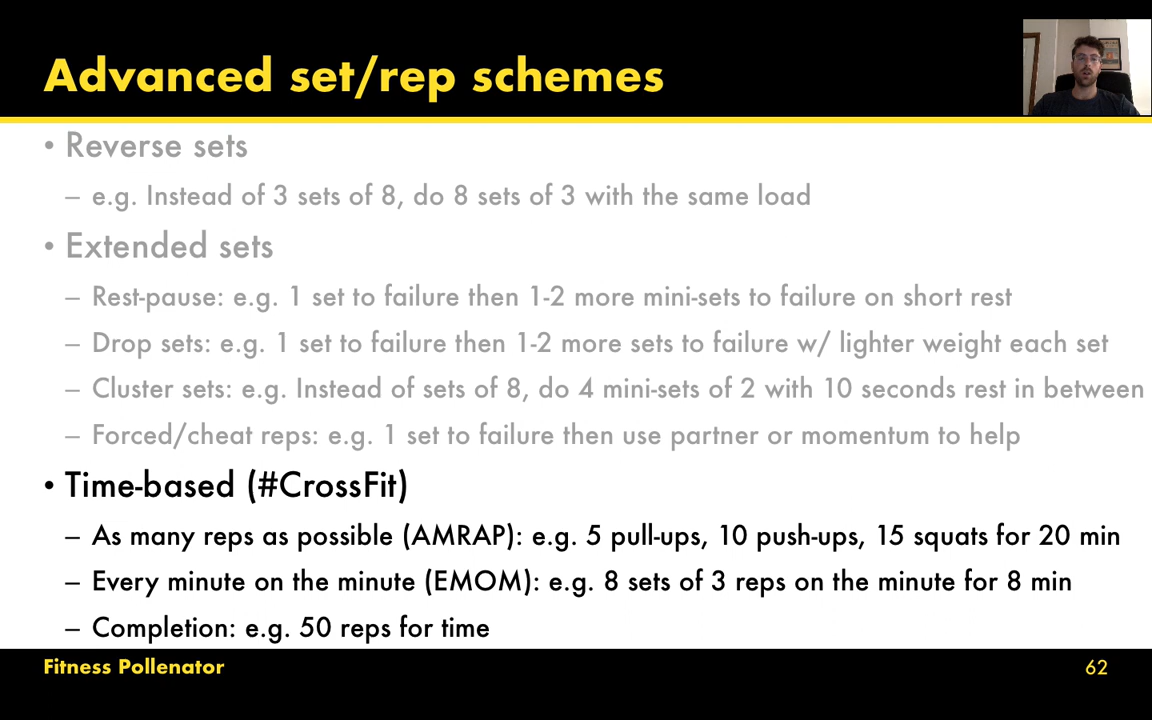 Advanced set/rep schemes
• Reverse sets
– e.g. Instead of 3 sets of 8, do 8 sets of 3 with the same load
• Extended sets
– Rest-pause: e.g. 1 set to failure then 1-2 more mini-sets to failure on short rest
– Drop sets: e.g. 1 set to failure then 1-2 more sets to failure w/ lighter weight each set
– Cluster sets: e.g. Instead of sets of 8, do 4 mini-sets of 2 with 10 seconds rest in between
– Forced/cheat reps: e.g. 1 set to failure then use partner or momentum to help
• Time-based (#CrossFit)
– As many reps as possible (AMRAP): e.g. 5 pull-ups, 10 push-ups, 15 squats for 20 min
– Every minute on the minute (EMOM): e.g. 8 sets of 3 reps on the minute for 8 min
– Completion: e.g. 50 reps for time
Fitness Pollenator
62